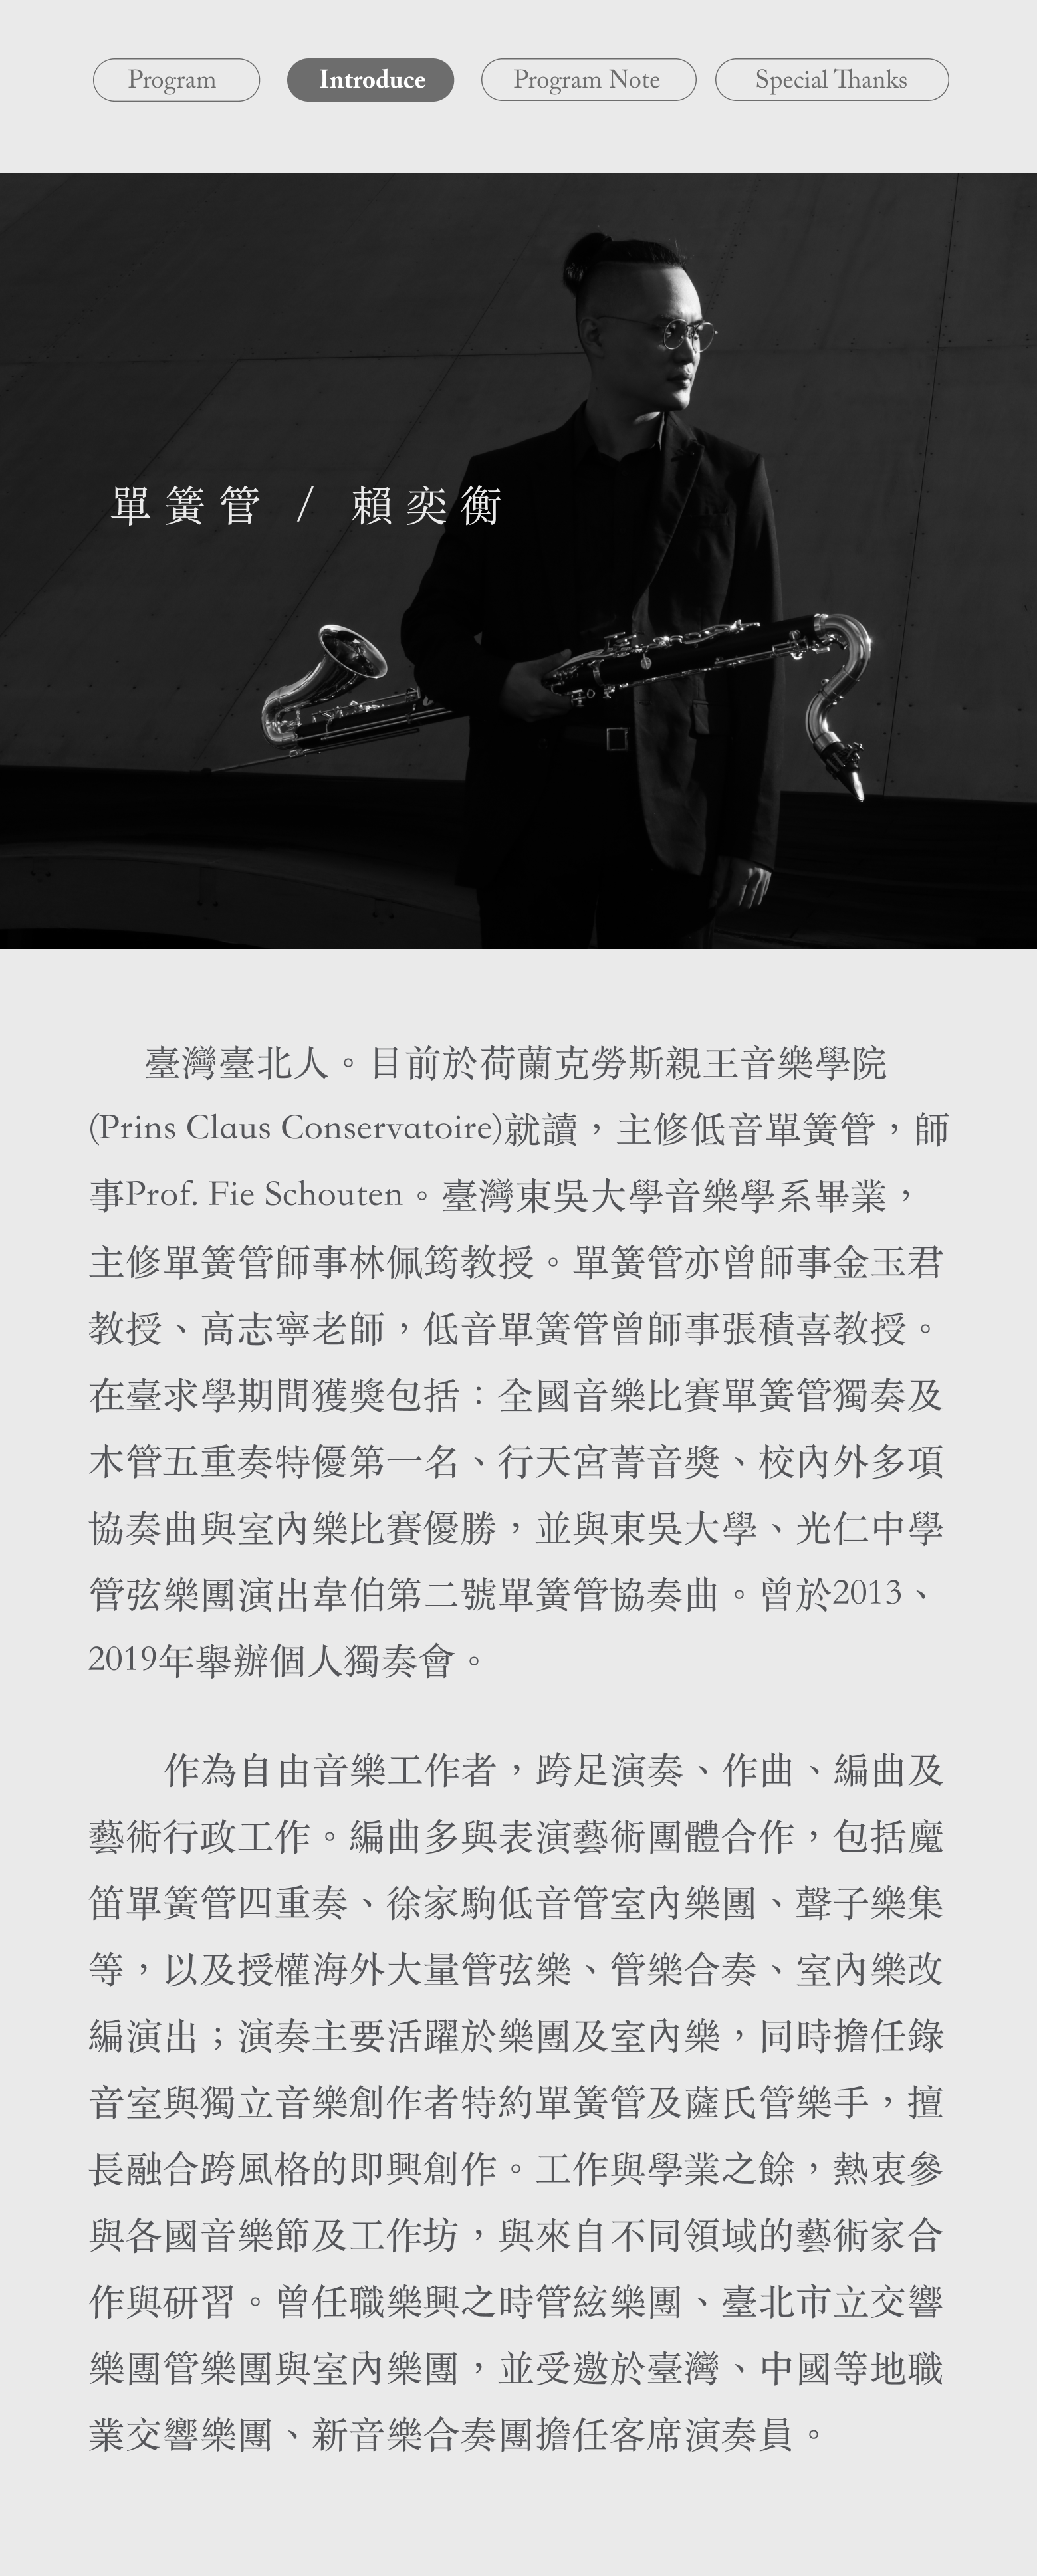 Program Introduce Program Note Special Thanks
單簧管 / 賴奕衡
臺灣臺北人。目前於荷蘭克勞斯親王音樂學院
(Prins Claus Conservatoire)就讀，主修低音單簧管，師
事Prof. Fie Schouten。臺灣東吳大學音樂學系畢業，
主修單簧管師事林佩筠教授。單簧管亦曾師事金玉君
教授、高志寧老師，低音單簧管曾師事張積喜教授。
在臺求學期間獲獎包括：全國音樂比賽單簧管獨奏及
木管五重奏特優第一名、行天宮菁音獎、校內外多項
協奏曲與室內樂比賽優勝，並與東吳大學、光仁中學
管弦樂團演出韋伯第二號單簧管協奏曲。曾於2013、
2019年舉辦個人獨奏會。
作為自由音樂工作者，跨足演奏、作曲、編曲及
藝術行政工作。編曲多與表演藝術團體合作，包括魔
笛單簧管四重奏、徐家駒低音管室內樂團、聲子樂集
等，以及授權海外大量管弦樂、管樂合奏、室內樂改
編演出；演奏主要活躍於樂團及室內樂，同時擔任錄
音室與獨立音樂創作者特約單簧管及薩氏管樂手，擅
長融合跨風格的即興創作。工作與學業之餘，熱衷參
與各國音樂節及工作坊，與來自不同領域的藝術家合
作與研習。曾任職樂興之時管絃樂團、臺北市立交響
樂團管樂團與室內樂團，並受邀於臺灣、中國等地職
業交響樂團、新音樂合奏團擔任客席演奏員。